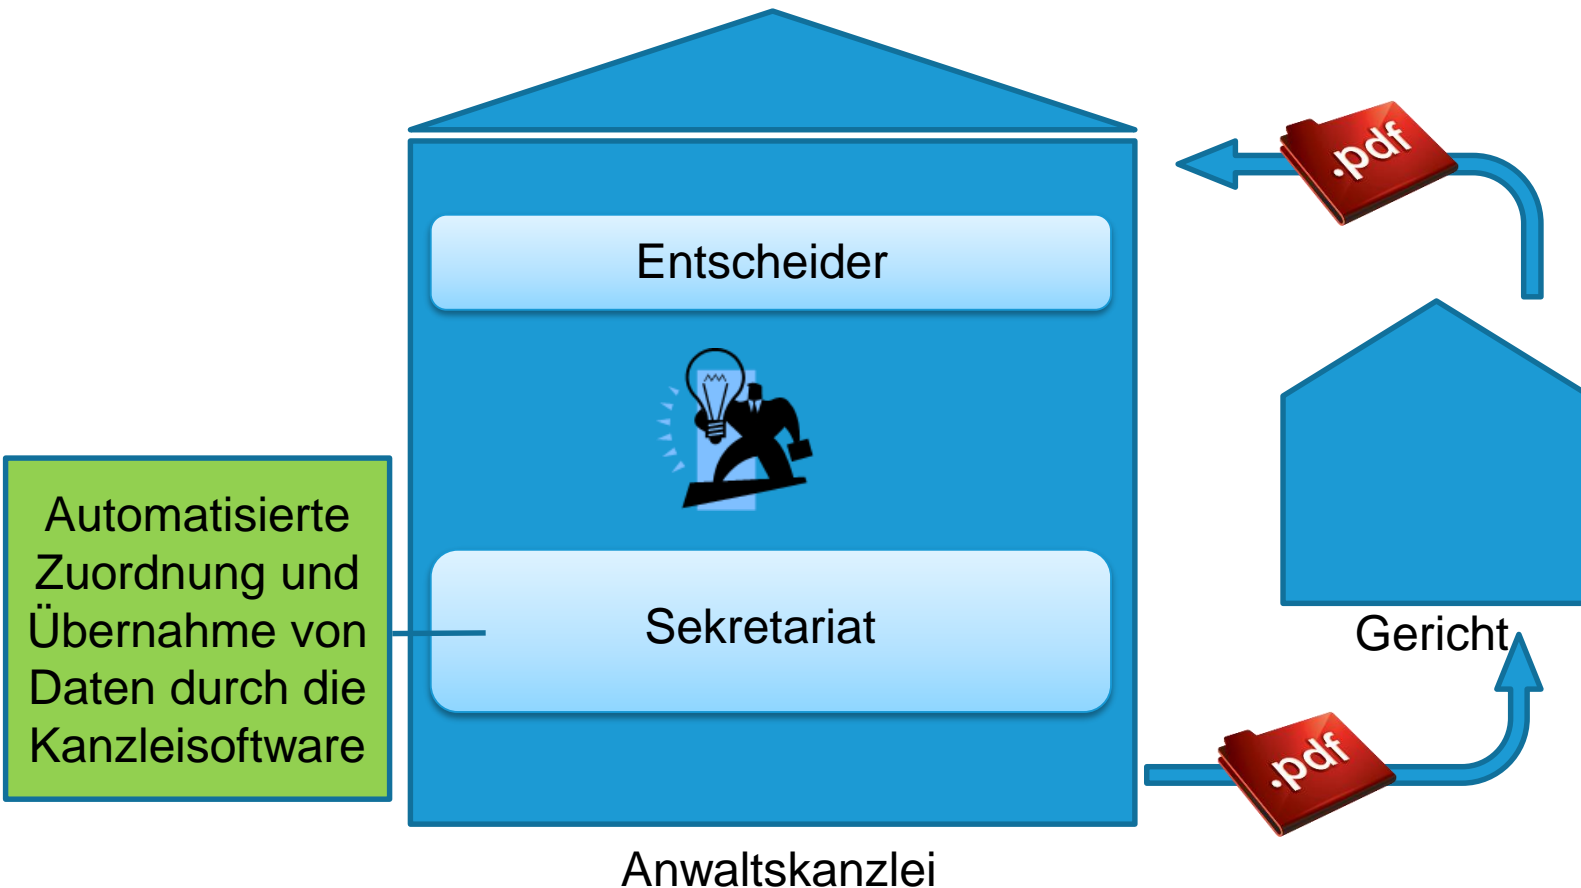 .pdf
Entscheider
Automatisierte
Zuordnung und
Übernahme von
Daten durch die
Kanzleisoftware
Sekretariat
Gericht
.pdf
Anwaltskanzlei